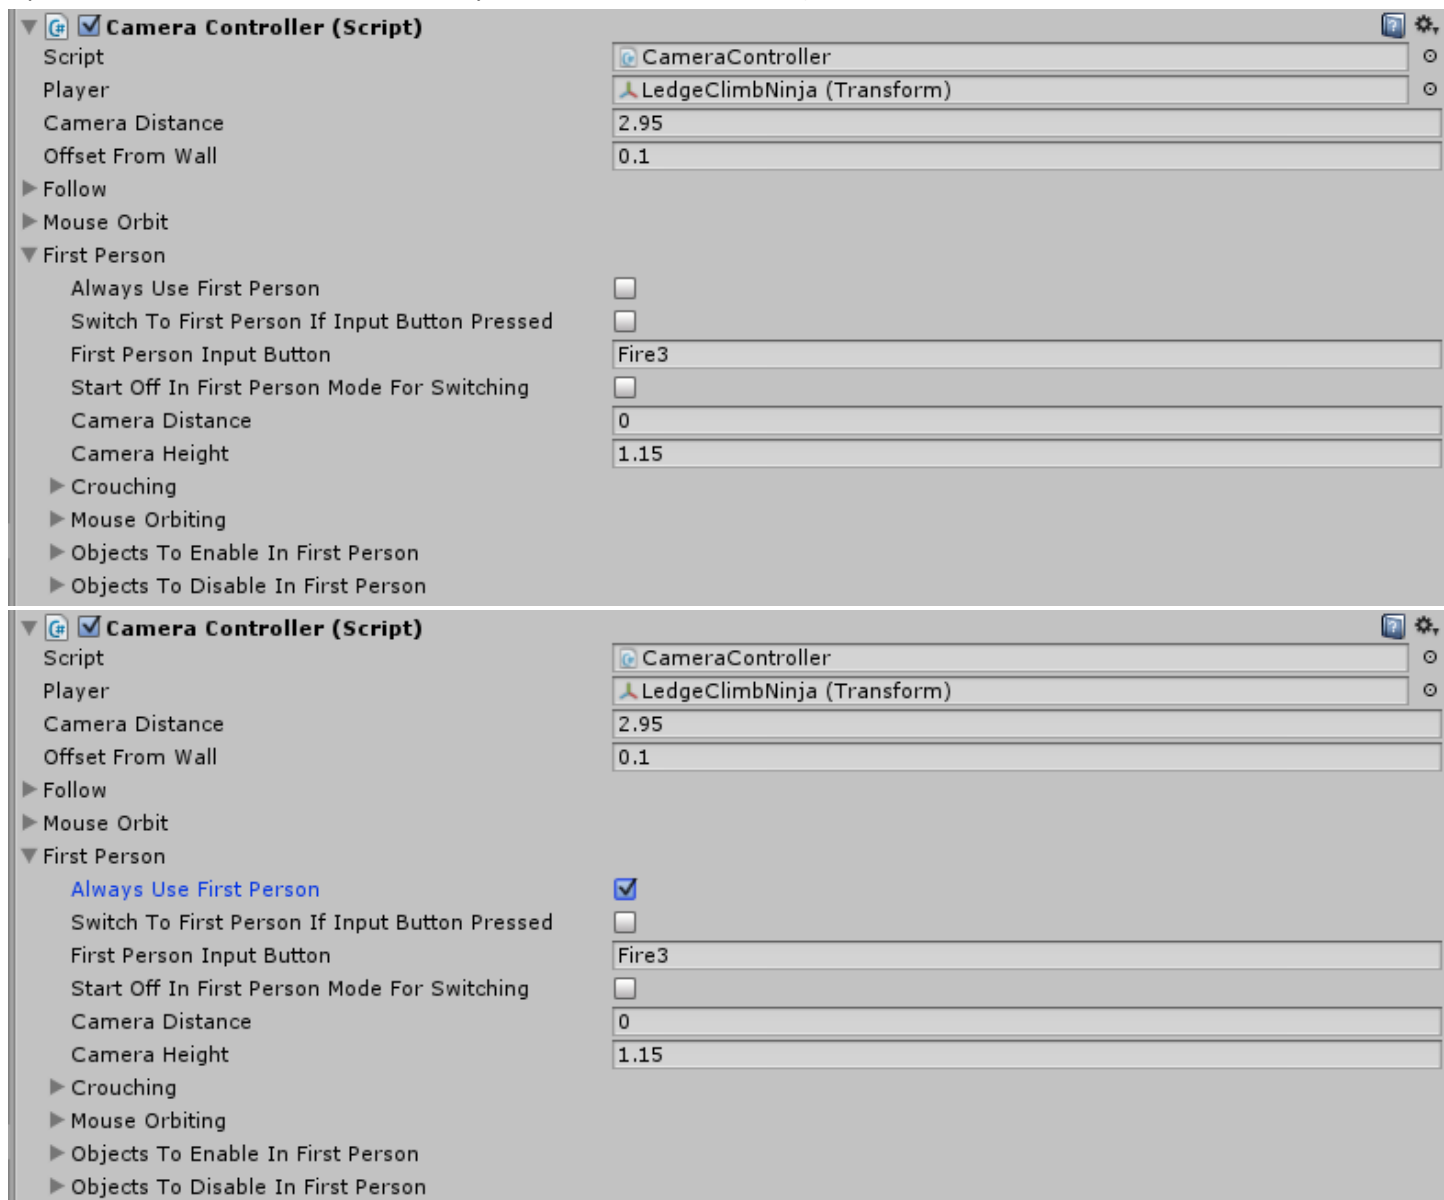 Camera Controller (Script)
Script CameraController
Player LedgeClimbNinja (Transform)
Camera Distance 2.95
Offset From Wall 0.1
Follow
Mouse Orbit
First Person
Always Use First Person
Switch To First Person If Input Button Pressed
First Person Input Button Fire3
Start Off In First Person Mode For Switching
Camera Distance 0
Camera Height 1.15
Crouching
Mouse Orbiting
Objects To Enable In First Person
Objects To Disable In First Person
Camera Controller (Script)
Script CameraController
Player LedgeClimbNinja (Transform)
Camera Distance 2.95
Offset From Wall 0.1
Follow
Mouse Orbit
First Person
Always Use First Person
Switch To First Person If Input Button Pressed
First Person Input Button Fire3
Start Off In First Person Mode For Switching
Camera Distance 0
Camera Height 1.15
Crouching
Mouse Orbiting
Objects To Enable In First Person
Objects To Disable In First Person